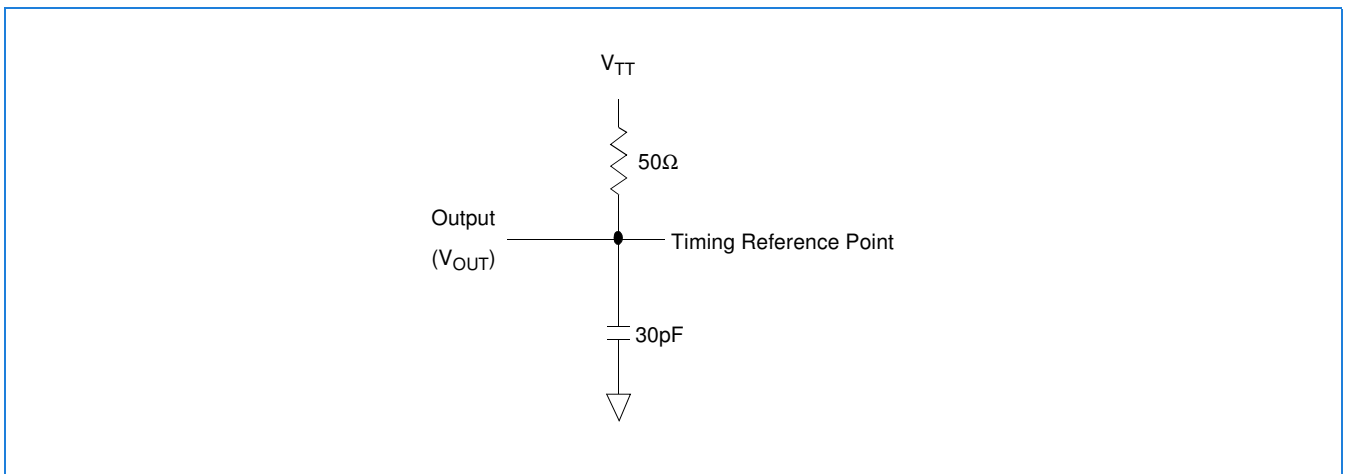 V_TT
50Ω
Output
(V_OUT)
Timing Reference Point
30pF